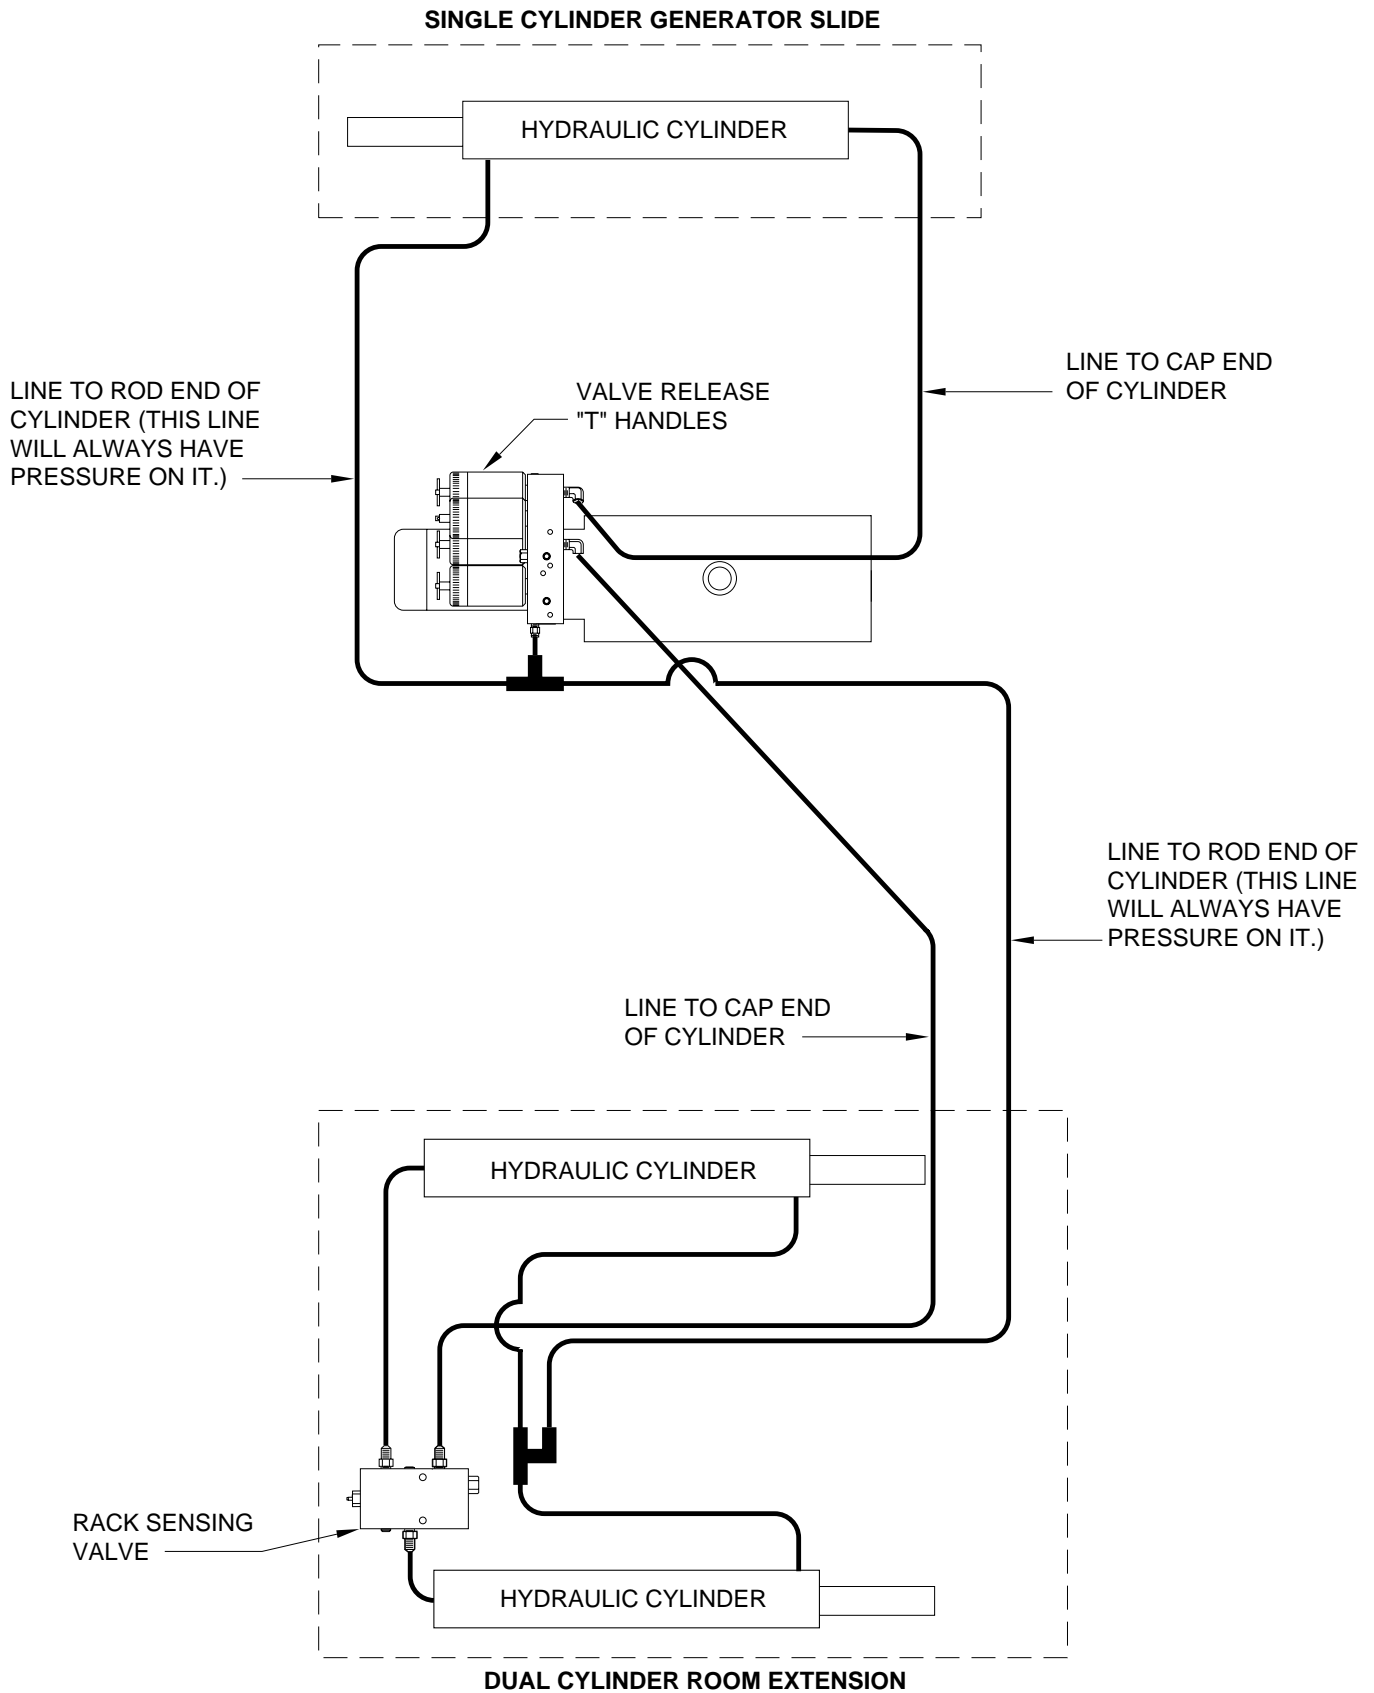 SINGLE CYLINDER GENERATOR SLIDE
HYDRAULIC CYLINDER
LINE TO CAP END
OF CYLINDER
LINE TO ROD END OF
CYLINDER (THIS LINE
WILL ALWAYS HAVE
PRESSURE ON IT.)
VALVE RELEASE
"T" HANDLES
LINE TO ROD END OF
CYLINDER (THIS LINE
WILL ALWAYS HAVE
PRESSURE ON IT.)
LINE TO CAP END
OF CYLINDER
HYDRAULIC CYLINDER
RACK SENSING
VALVE
HYDRAULIC CYLINDER
DUAL CYLINDER ROOM EXTENSION